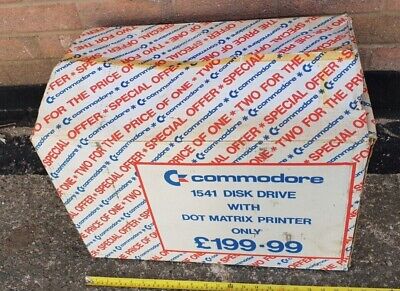 SPECIAL OFFER * TWO FOR THE PRICE OF ONE * commodore
commodore
1541 DISK DRIVE
WITH
DOT MATRIX PRINTER
ONLY
£199·99